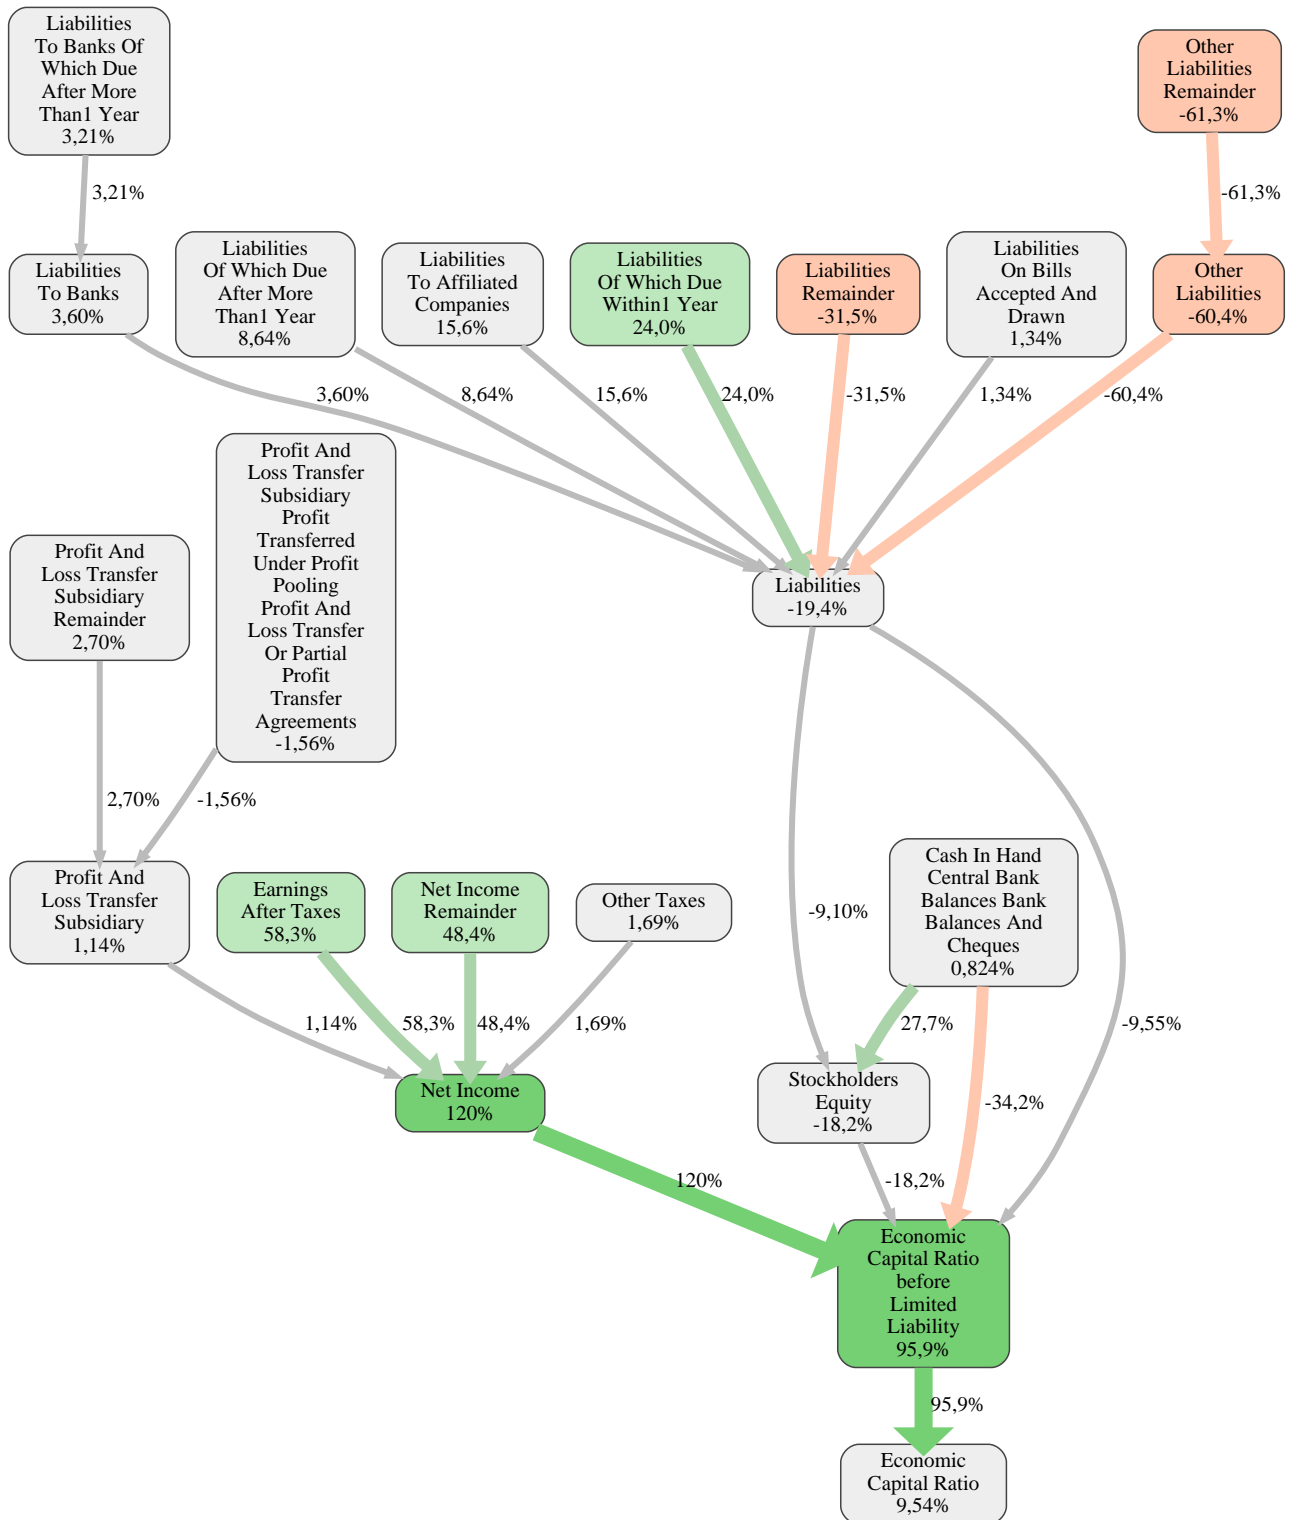 Liabilities
To Banks Of
Which Due
After More
Than1 Year
3,21%
Other
Liabilities
Remainder
-61,3%
3,21%
-61,3%
Liabilities
To Banks
3,60%
Liabilities
Of Which Due
After More
Than1 Year
8,64%
Liabilities
To Affiliated
Companies
15,6%
Liabilities
Of Which Due
Within1 Year
24,0%
Liabilities
Remainder
-31,5%
Liabilities
On Bills
Accepted And
Drawn
1,34%
Other
Liabilities
-60,4%
3,60%
8,64%
15,6%
24,0%
-31,5%
1,34%
-60,4%
Profit And
Loss Transfer
Subsidiary
Remainder
2,70%
Profit And
Loss Transfer
Subsidiary
Profit
Transferred
Under Profit
Pooling
Profit And
Loss Transfer
Or Partial
Profit
Transfer
Agreements
-1,56%
Liabilities
-19,4%
2,70%
-1,56%
Profit And
Loss Transfer
Subsidiary
1,14%
Earnings
After Taxes
58,3%
Net Income
Remainder
48,4%
Other Taxes
1,69%
-9,10%
Cash In Hand
Central Bank
Balances Bank
Balances And
Cheques
0,824%
1,14%
58,3%
48,4%
1,69%
27,7%
-9,55%
Net Income
120%
Stockholders
Equity
-18,2%
-34,2%
120%
-18,2%
Economic
Capital Ratio
before
Limited
Liability
95,9%
95,9%
Economic
Capital Ratio
9,54%